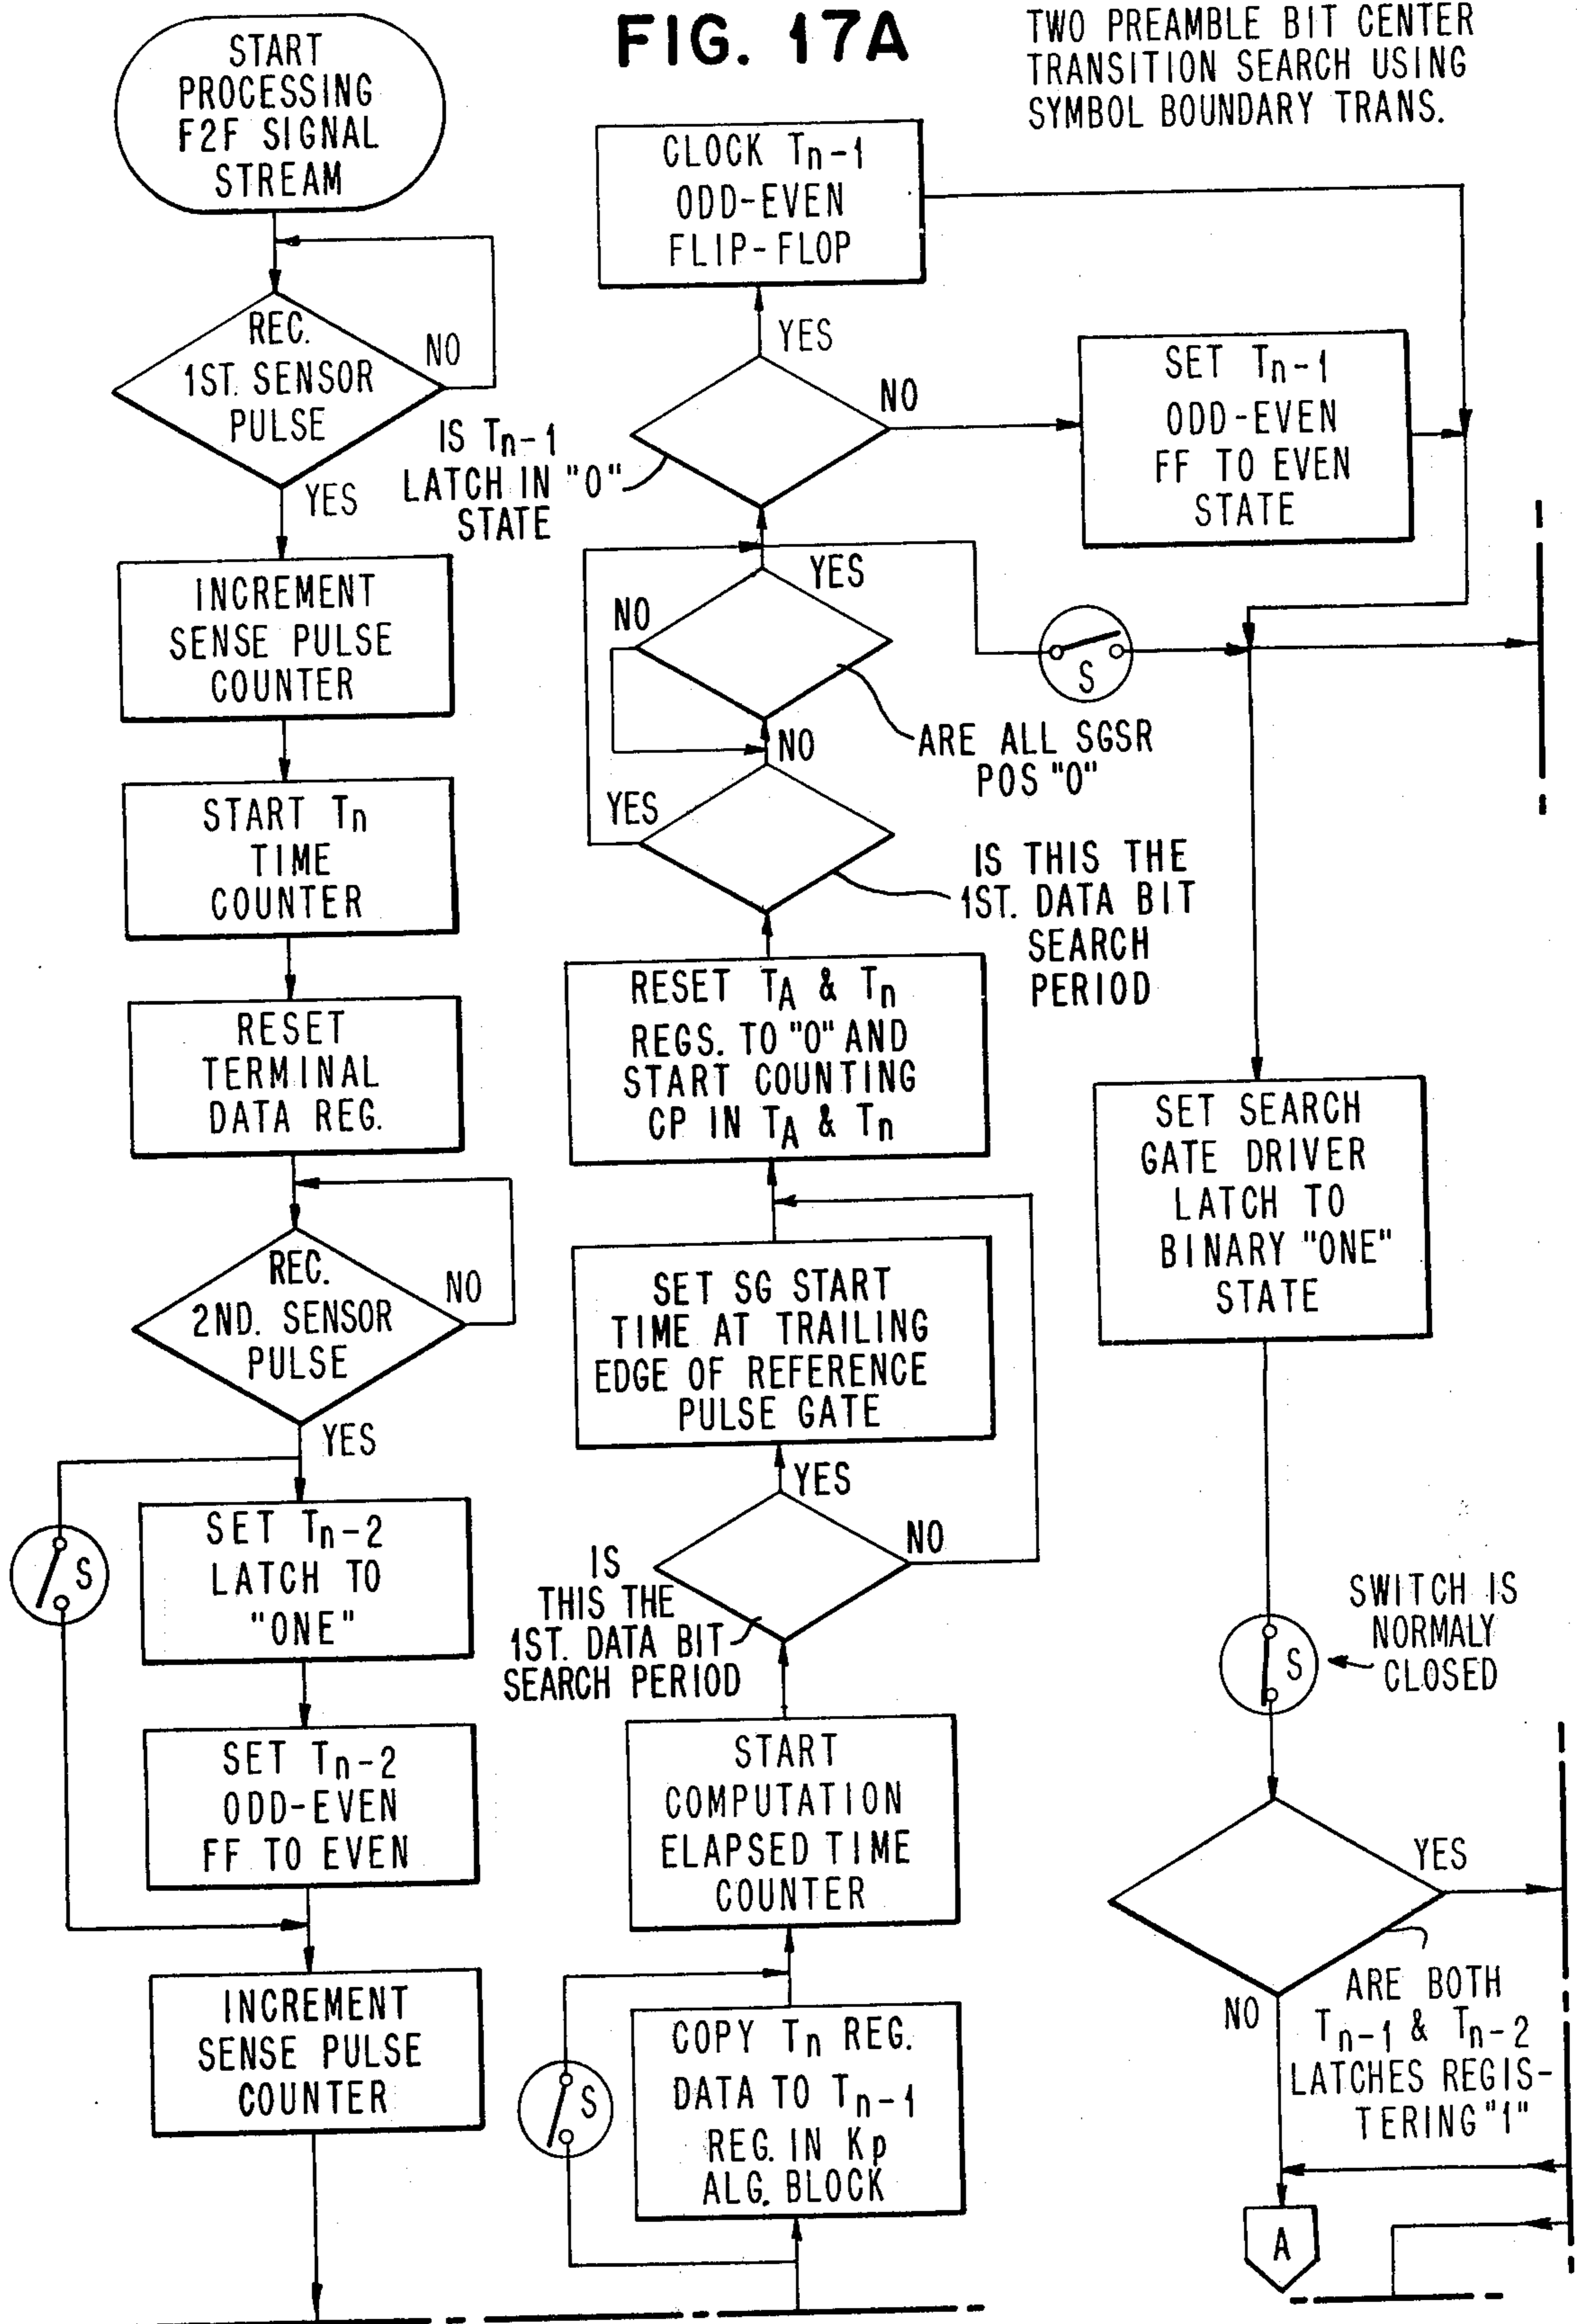 FIG. 17A
TWO PREAMBLE BIT CENTER
TRANSITION SEARCH USING
SYMBOL BOUNDARY TRANS.
START
PROCESSING
F2F SIGNAL
STREAM
REC.
1ST. SENSOR
PULSE
NO
YES
INCREMENT
SENSE PULSE
COUNTER
START Tn
TIME
COUNTER
RESET
TERMINAL
DATA REG.
REC.
2ND. SENSOR
PULSE
NO
YES
S
SET Tn-2
LATCH TO
"ONE"
SET Tn-2
ODD-EVEN
FF TO EVEN
INCREMENT
SENSE PULSE
COUNTER
CLOCK Tn-1
ODD-EVEN
FLIP-FLOP
YES
NO
IS Tn-1
LATCH IN "0"
STATE
SET Tn-1
ODD-EVEN
FF TO EVEN
STATE
YES
NO
S
ARE ALL SGSR
POS "0"
NO
YES
IS THIS THE
1ST. DATA BIT
SEARCH
PERIOD
RESET TA & Tn
REGS. TO "0" AND
START COUNTING
CP IN TA & Tn
SET SG START
TIME AT TRAILING
EDGE OF REFERENCE
PULSE GATE
YES
NO
IS
THIS THE
1ST. DATA BIT
SEARCH PERIOD
START
COMPUTATION
ELAPSED TIME
COUNTER
S
COPY Tn REG.
DATA TO Tn-1
REG. IN Kp
ALG. BLOCK
SET SEARCH
GATE DRIVER
LATCH TO
BINARY "ONE"
STATE
S
SWITCH IS
NORMALY
CLOSED
YES
NO
ARE BOTH
Tn-1 & Tn-2
LATCHES REGIS-
TERING "1"
A